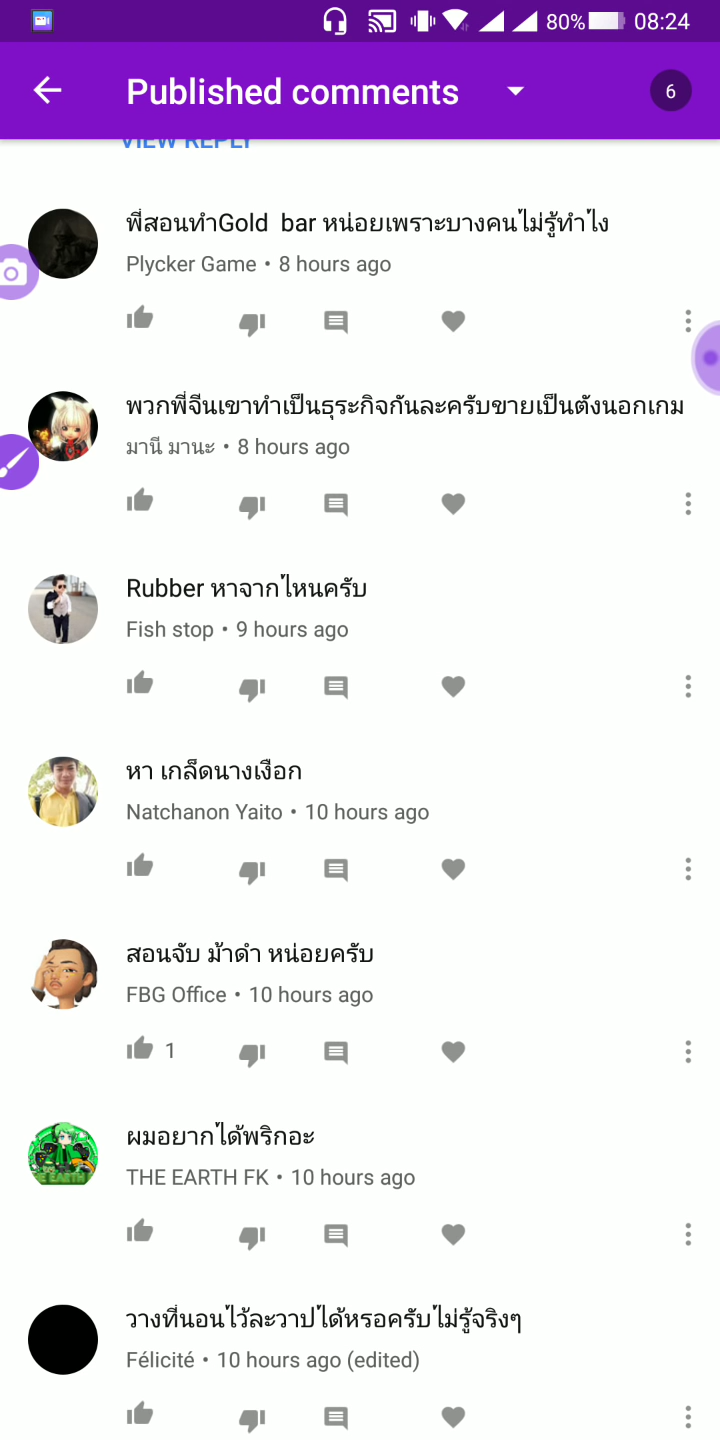 80% 08:24
Published comments 6
VIEW REPLY
พี่สอนทำGold bar หน่อยเพราะบางคนไม่รู้ทำไง
Plycker Game • 8 hours ago
พวกพี่จีนเขาทำเป็นธุระกิจกันละครับขายเป็นตังนอกเกม
มานี มานะ • 8 hours ago
Rubber หาจากไหนครับ
Fish stop • 9 hours ago
หา เกล็ดนางเงือก
Natchanon Yaito • 10 hours ago
สอนจับ ม้าดำ หน่อยครับ
FBG Office • 10 hours ago
1
ผมอยากได้พริกอะ
THE EARTH FK • 10 hours ago
วางที่นอนไว้ละวาปได้หรอครับไม่รู้จริงๆ
Félicité • 10 hours ago (edited)